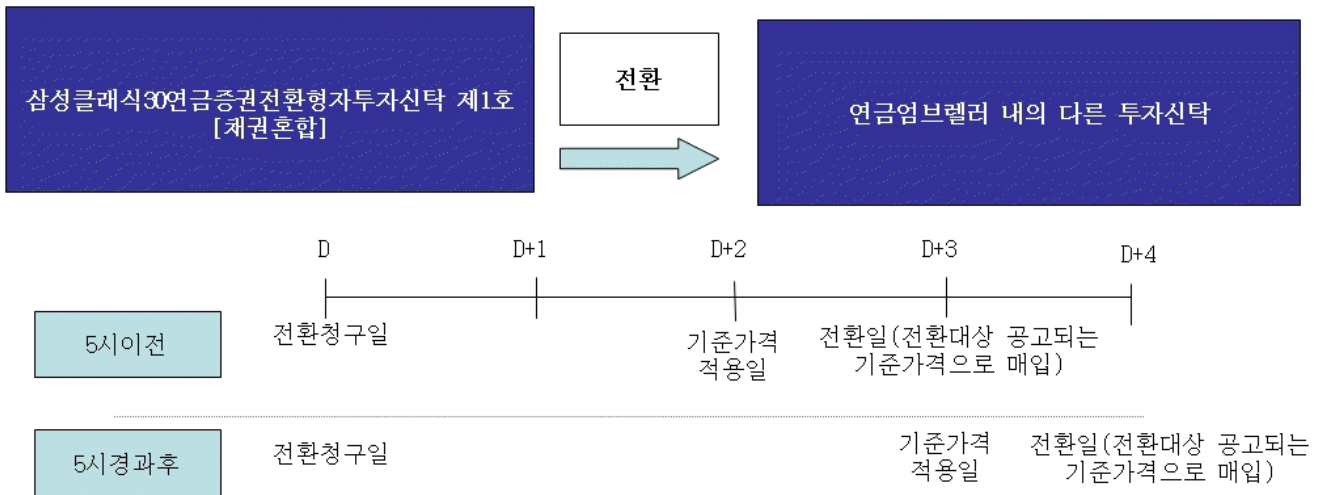 삼성클래식30연금증권전환형자투자신탁 제1호
[채권혼합]
전환
연금엄브렐러 내의 다른 투자신탁
D
D+1
D+2
D+3
D+4
5시이전
전환청구일
기준가격
적용일
전환일(전환대상 공고되는
기준가격으로 매입)
5시경과후
전환청구일
기준가격
적용일
전환일(전환대상 공고되는
기준가격으로 매입)